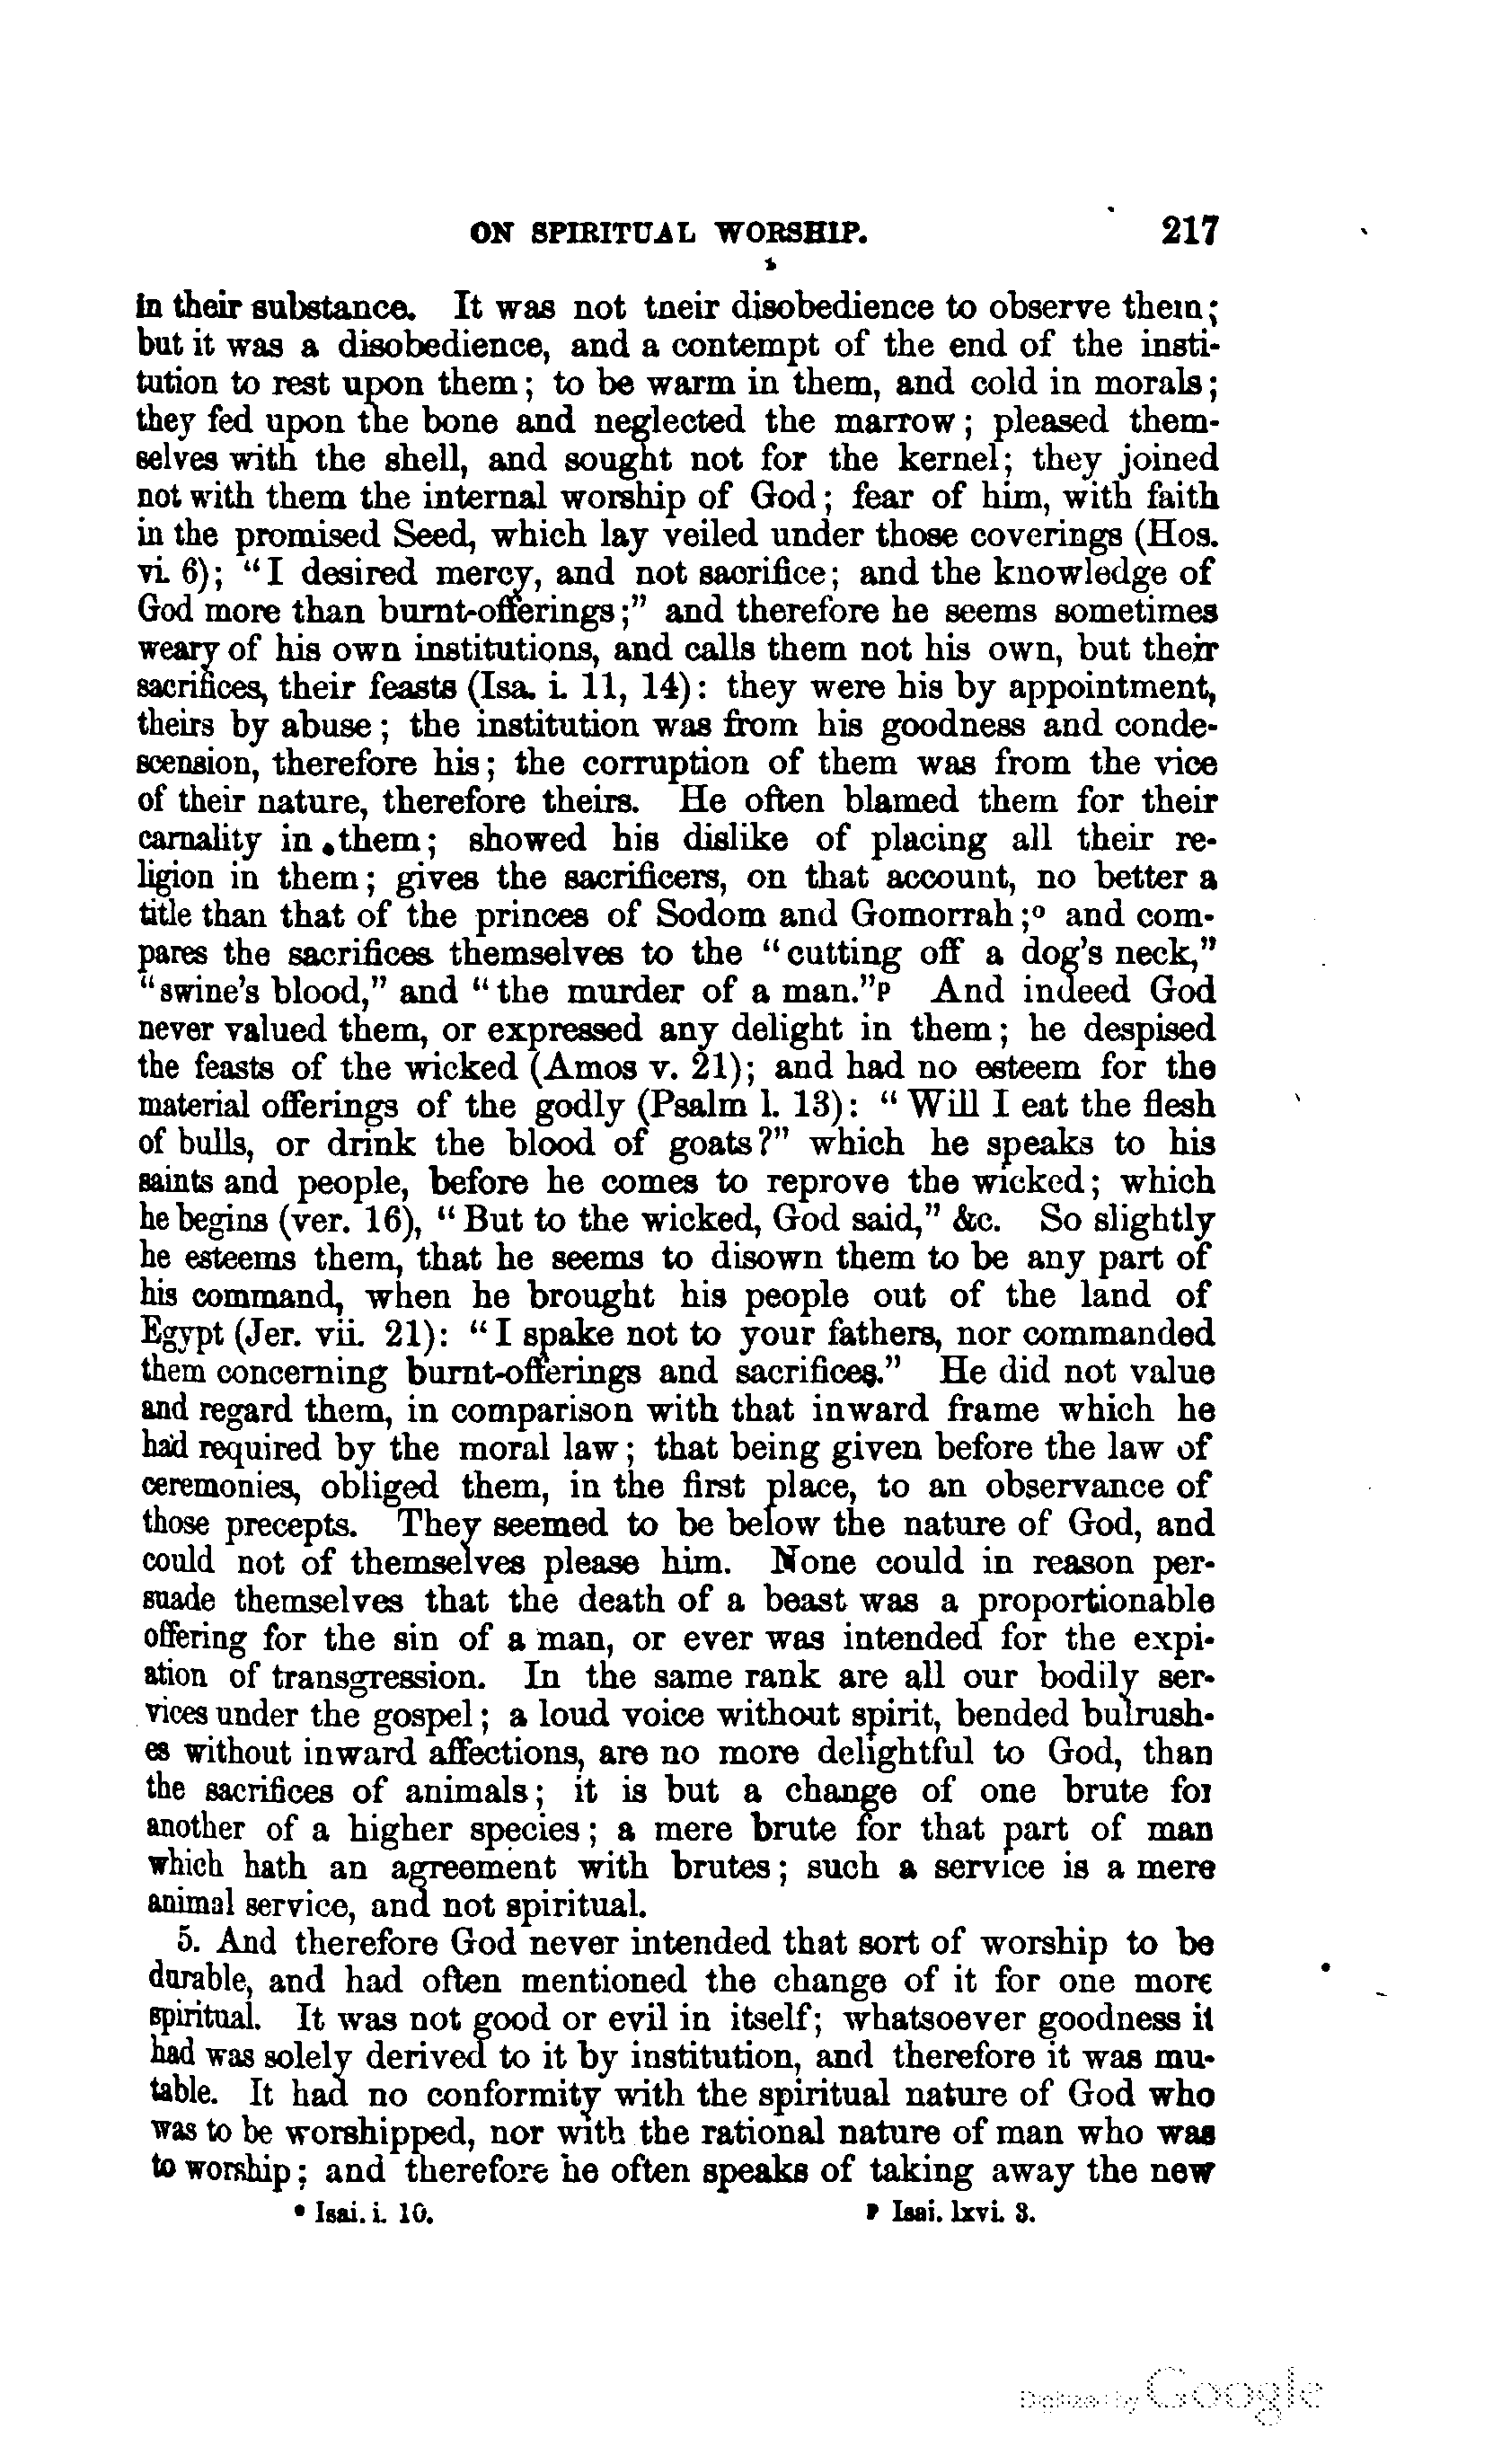 ON SPIRITUAL WORSHIP. 217
in their substance. It was not their disobedience to observe them;
but it was a disobedience, and a contempt of the end of the insti-
tution to rest upon them; to be warm in them, and cold in morals;
they fed upon the bone and neglected the marrow; pleased them-
selves with the shell, and sought not for the kernel; they joined
not with them the internal worship of God; fear of him, with faith
in the promised Seed, which lay veiled under those coverings (Hos.
vi. 6); "I desired mercy, and not sacrifice; and the knowledge of
God more than burnt-offerings;" and therefore he seems sometimes
weary of his own institutions, and calls them not his own, but their
sacrifices, their feasts (Isa. i. 11, 14): they were his by appointment,
theirs by abuse; the institution was from his goodness and conde-
scension, therefore his; the corruption of them was from the vice
of their nature, therefore theirs. He often blamed them for their
carnality in them; showed his dislike of placing all their re-
ligion in them; gives the sacrificers, on that account, no better a
title than that of the princes of Sodom and Gomorrah;º and com-
pares the sacrifices themselves to the "cutting off a dog's neck,"
"swine's blood," and "the murder of a man."p And indeed God
never valued them, or expressed any delight in them; he despised
the feasts of the wicked (Amos v. 21); and had no esteem for the
material offerings of the godly (Psalm l. 13): "Will I eat the flesh
of bulls, or drink the blood of goats?" which he speaks to his
saints and people, before he comes to reprove the wicked; which
he begins (ver. 16), "But to the wicked, God said," &c. So slightly
he esteems them, that he seems to disown them to be any part of
his command, when he brought his people out of the land of
Egypt (Jer. vii. 21): "I spake not to your fathers, nor commanded
them concerning burnt-offerings and sacrifices." He did not value
and regard them, in comparison with that inward frame which he
had required by the moral law; that being given before the law of
ceremonies, obliged them, in the first place, to an observance of
those precepts. They seemed to be below the nature of God, and
could not of themselves please him. None could in reason per-
suade themselves that the death of a beast was a proportionable
offering for the sin of a man, or ever was intended for the expi-
ation of transgression. In the same rank are all our bodily ser-
vices under the gospel; a loud voice without spirit, bended bulrush-
es without inward affections, are no more delightful to God, than
the sacrifices of animals; it is but a change of one brute for
another of a higher species; a mere brute for that part of man
which hath an agreement with brutes; such a service is a mere
animal service, and not spiritual.
5. And therefore God never intended that sort of worship to be
durable, and had often mentioned the change of it for one more
spiritual. It was not good or evil in itself; whatsoever goodness it
had was solely derived to it by institution, and therefore it was mu-
table. It had no conformity with the spiritual nature of God who
was to be worshipped, nor with the rational nature of man who was
to worship; and therefore he often speaks of taking away the new
º Isai. i. 10. p Isai. lxvi. 3.
Digitized by Google